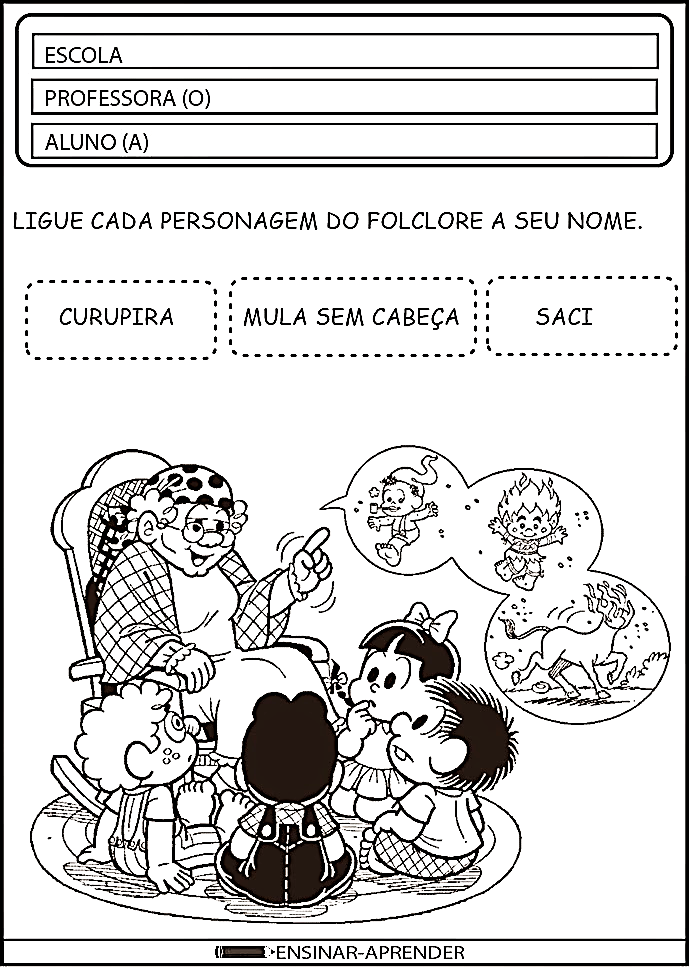 ESCOLA
PROFESSORA (O)
ALUNO (A)
LIGUE CADA PERSONAGEM DO FOLCLORE A SEU NOME.
CURUPIRA
MULA SEM CABEÇA
SACI
ENSINAR-APRENDER